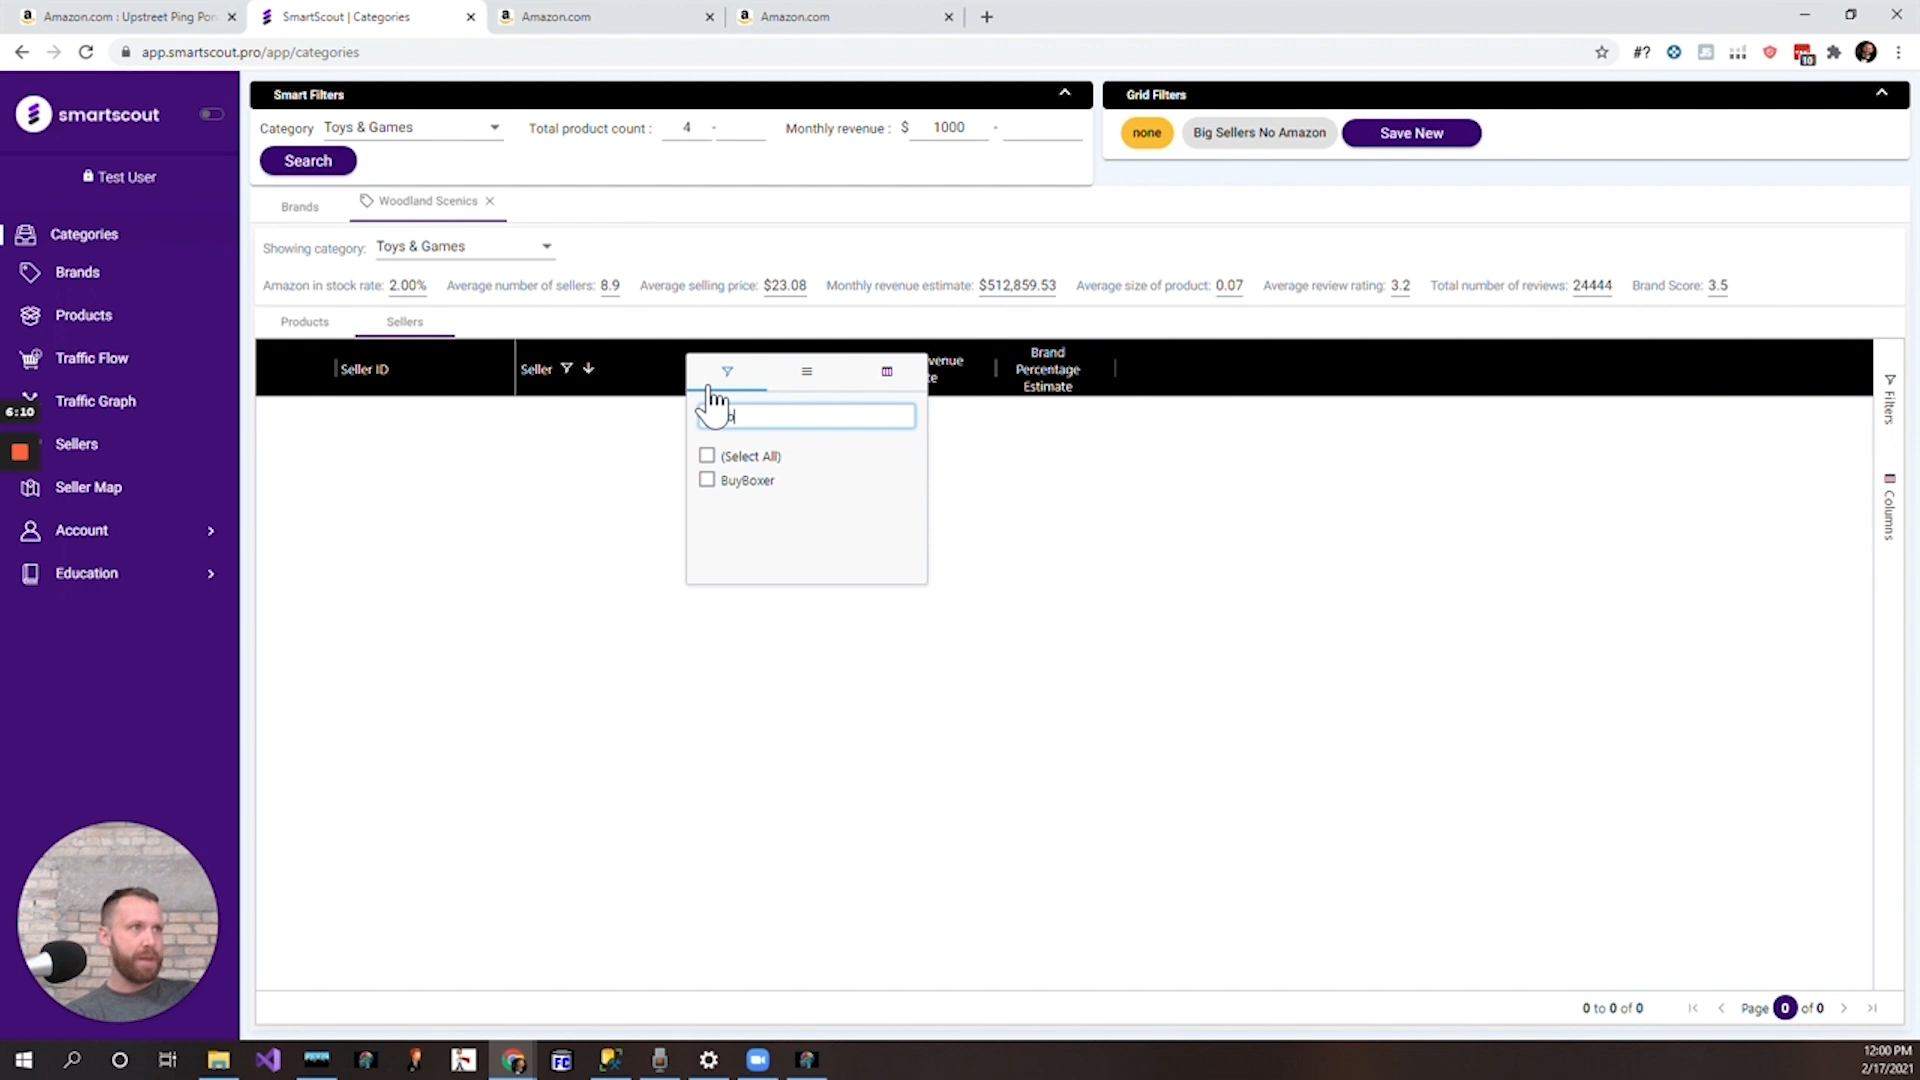 Amazon.com : Upstreet Ping Pon
SmartScout | Categories
Amazon.com
Amazon.com
app.smartscout.pro/app/categories
#?
10
smartscout
Test User
Categories
Brands
Products
Traffic Flow
Traffic Graph
6:10
Sellers
Seller Map
Account
Education
Smart Filters
Category Toys & Games Total product count : 4 - Monthly revenue : $ 1000 -
Search
Grid Filters
none Big Sellers No Amazon Save New
Brands Woodland Scenics
Showing category: Toys & Games
Amazon in stock rate: 2.00% Average number of sellers: 8.9 Average selling price: $23.08 Monthly revenue estimate: $512,859.53 Average size of product: 0.07 Average review rating: 3.2 Total number of reviews: 24444 Brand Score: 3.5
Products Sellers
Seller ID Seller
Brand
Percentage
Estimate
(Select All)
BuyBoxer
Filters
Columns
0 to 0 of 0 Page 0 of 0
FC
12:00 PM
2/17/2021